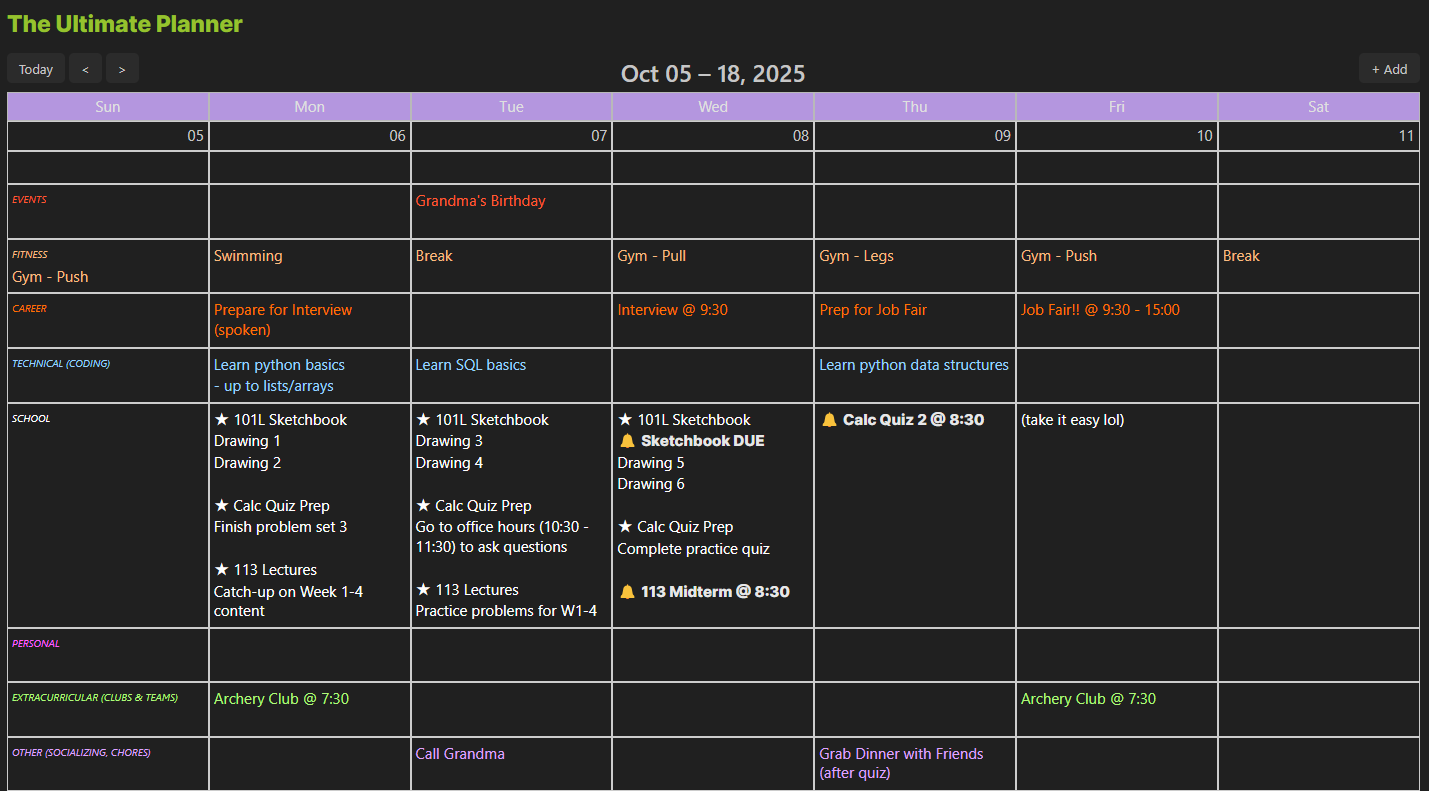 The Ultimate Planner
Today < > Oct 05 – 18, 2025 + Add
Sun Mon Tue Wed Thu Fri Sat
05 06 07 08 09 10 11
EVENTS
Grandma's Birthday
FITNESS
Gym - Push
Swimming
Break
Gym - Pull
Gym - Legs
Gym - Push
Break
CAREER
Prepare for Interview
(spoken)
Interview @ 9:30
Prep for Job Fair
Job Fair!! @ 9:30 - 15:00
TECHNICAL (CODING)
Learn python basics
- up to lists/arrays
Learn SQL basics
Learn python data structures
SCHOOL
★ 101L Sketchbook
Drawing 1
Drawing 2
★ Calc Quiz Prep
Finish problem set 3
★ 113 Lectures
Catch-up on Week 1-4
content
★ 101L Sketchbook
Drawing 3
Drawing 4
★ Calc Quiz Prep
Go to office hours (10:30 -
11:30) to ask questions
★ 113 Lectures
Practice problems for W1-4
★ 101L Sketchbook
🔔 Sketchbook DUE
Drawing 5
Drawing 6
★ Calc Quiz Prep
Complete practice quiz
🔔 113 Midterm @ 8:30
🔔 Calc Quiz 2 @ 8:30
(take it easy lol)
PERSONAL
EXTRACURRICULAR (CLUBS & TEAMS)
Archery Club @ 7:30
Archery Club @ 7:30
OTHER (SOCIALIZING, CHORES)
Call Grandma
Grab Dinner with Friends
(after quiz)